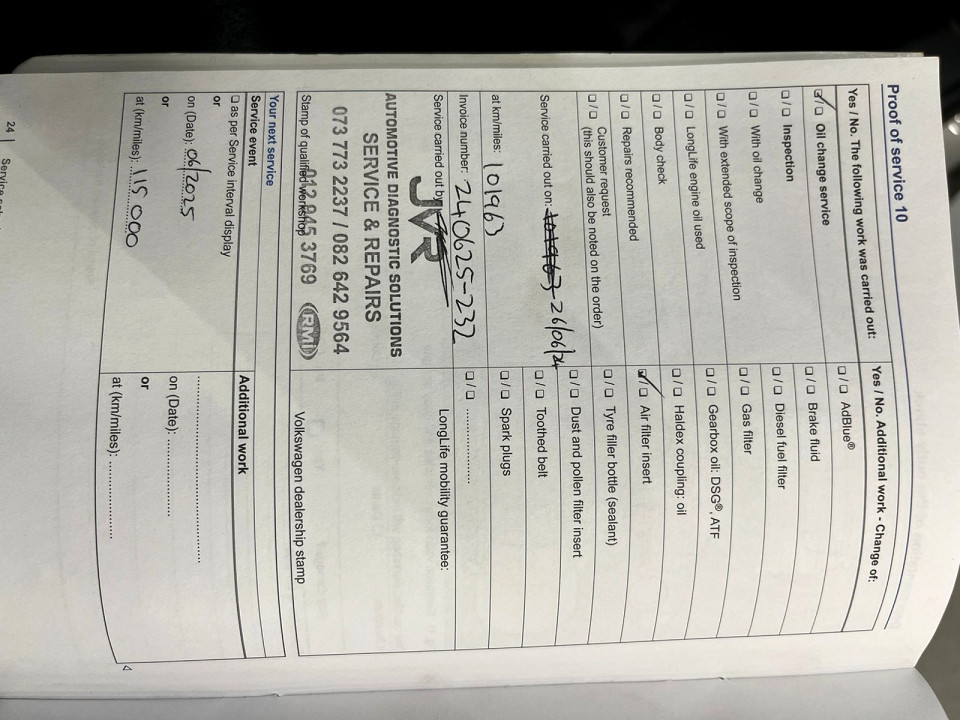 Proof of service 10
Yes / No. The following work was carried out:
☑/☐ Oil change service
☐/☐ Inspection
☐/☐ With oil change
☐/☐ With extended scope of inspection
☐/☐ LongLife engine oil used
☐/☐ Body check
☐/☐ Repairs recommended
☐/☐ Customer request
(this should also be noted on the order)
Service carried out on: 101963 26/06/24
at km/miles: 101963
Invoice number: 240625-232
Service carried out by
JVR
AUTOMOTIVE DIAGNOSTIC SOLUTIONS
SERVICE & REPAIRS
073 773 2237 / 082 642 9564
012 945 3769 RMi
Stamp of qualified workshop
Yes / No. Additional work - Change of:
☐/☐ AdBlue®
☐/☐ Brake fluid
☐/☐ Diesel fuel filter
☐/☐ Gas filter
☐/☐ Gearbox oil: DSG®, ATF
☐/☐ Haldex coupling: oil
☑/☐ Air filter insert
☐/☐ Tyre filler bottle (sealant)
☐/☐ Dust and pollen filter insert
☐/☐ Toothed belt
☐/☐ Spark plugs
☐/☐ ..................
LongLife mobility guarantee:
Volkswagen dealership stamp
Your next service
Service event
☐ as per Service interval display
or
on (Date): 06/2025
or
at (km/miles): 115 000
Additional work
..................................................
on (Date): ....................
or
at (km/miles): ....................
24 | Service